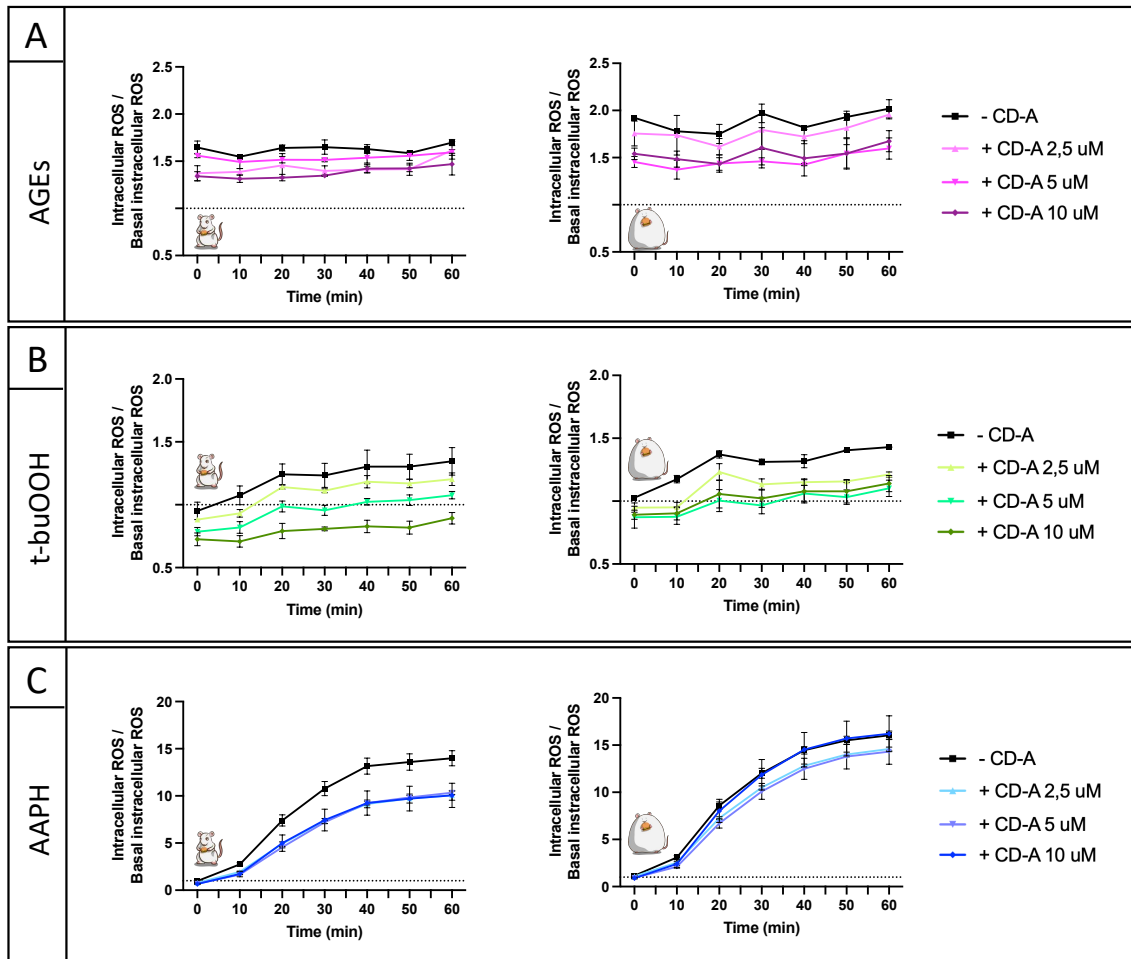 A
AGEs
Intracellular ROS /
Basal instracellular ROS
2.5
2.0
1.5
0.5
0 10 20 30 40 50 60
Time (min)
Intracellular ROS /
Basal instracellular ROS
2.5
2.0
1.5
0.5
0 10 20 30 40 50 60
Time (min)
- CD-A
+ CD-A 2,5 uM
+ CD-A 5 uM
+ CD-A 10 uM
B
t-buOOH
Intracellular ROS /
Basal instracellular ROS
2.0
1.5
1.0
0.5
0 10 20 30 40 50 60
Time (min)
Intracellular ROS /
Basal instracellular ROS
2.0
1.5
1.0
0.5
0 10 20 30 40 50 60
Time (min)
- CD-A
+ CD-A 2,5 uM
+ CD-A 5 uM
+ CD-A 10 uM
C
AAPH
Intracellular ROS /
Basal instracellular ROS
20
15
10
5
0
0 10 20 30 40 50 60
Time (min)
Intracellular ROS /
Basal instracellular ROS
20
15
10
5
0
0 10 20 30 40 50 60
Time (min)
- CD-A
+ CD-A 2,5 uM
+ CD-A 5 uM
+ CD-A 10 uM